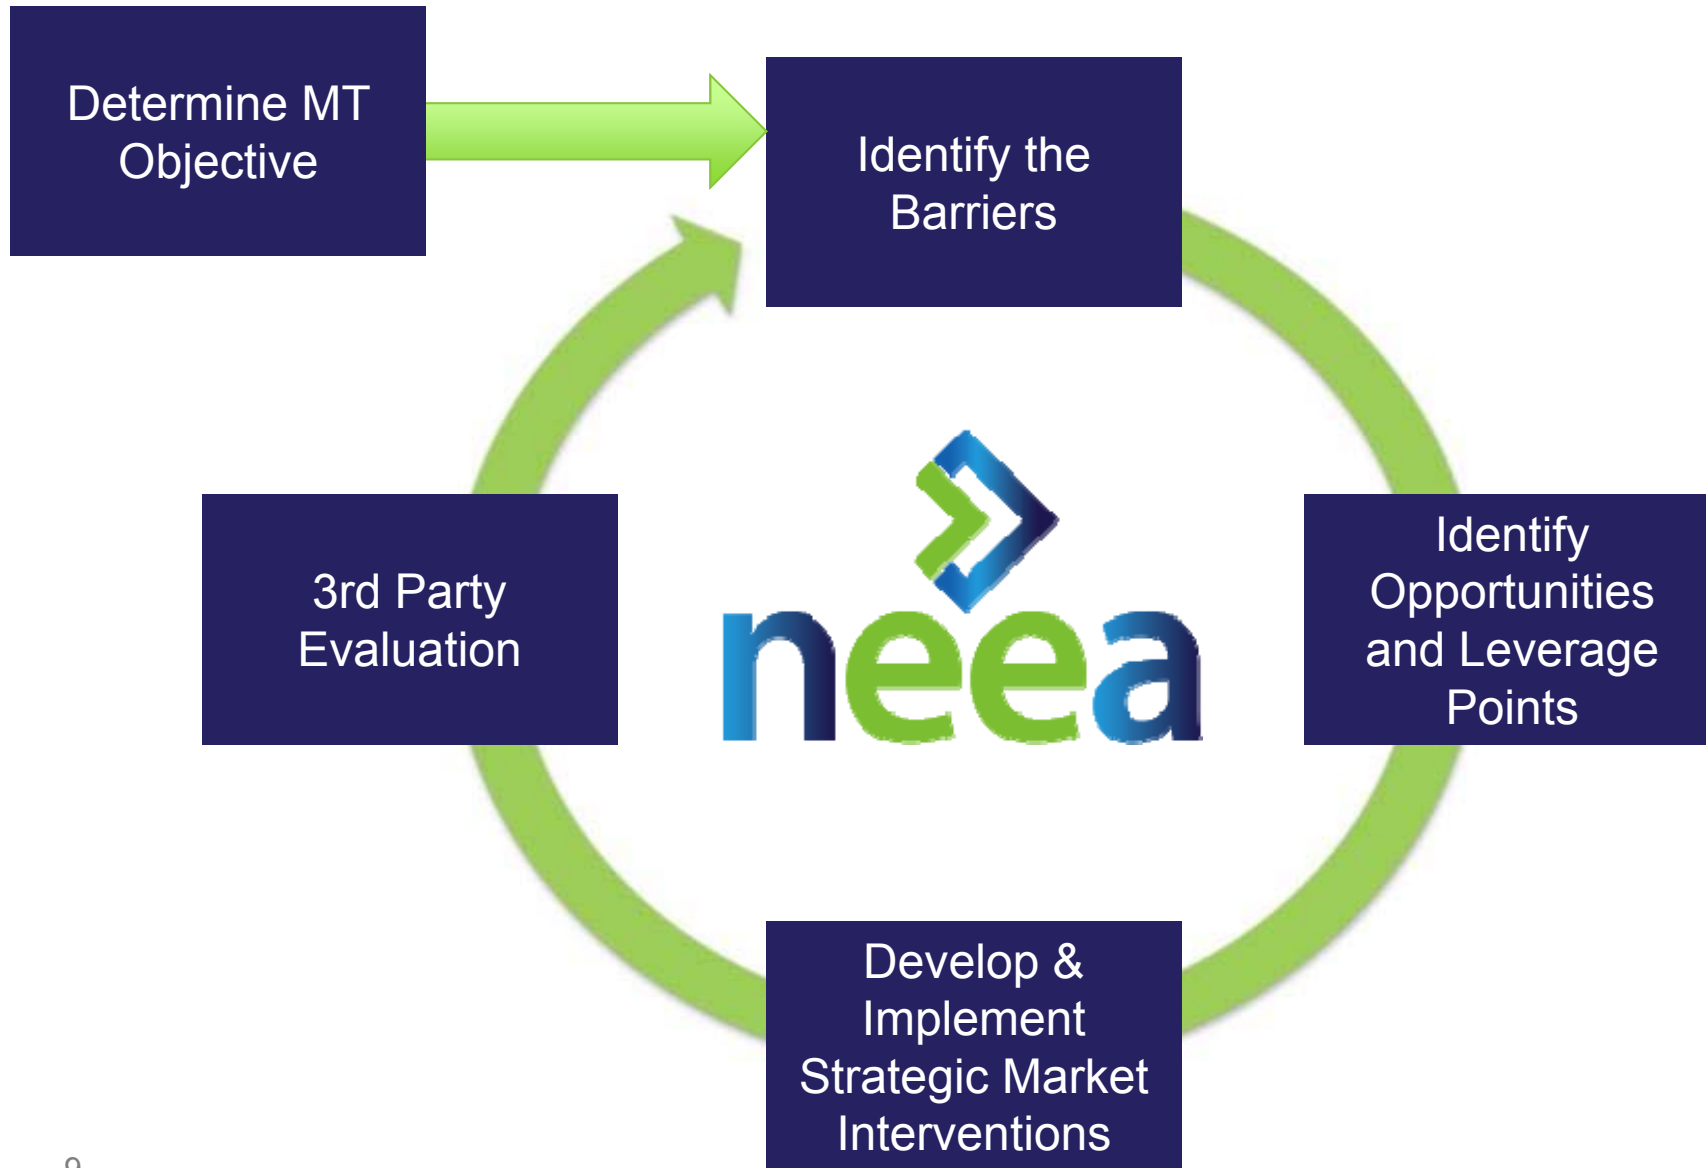 Determine MT
Objective
Identify the
Barriers
3rd Party
Evaluation
neea
Identify
Opportunities
and Leverage
Points
Develop &
Implement
Strategic Market
Interventions